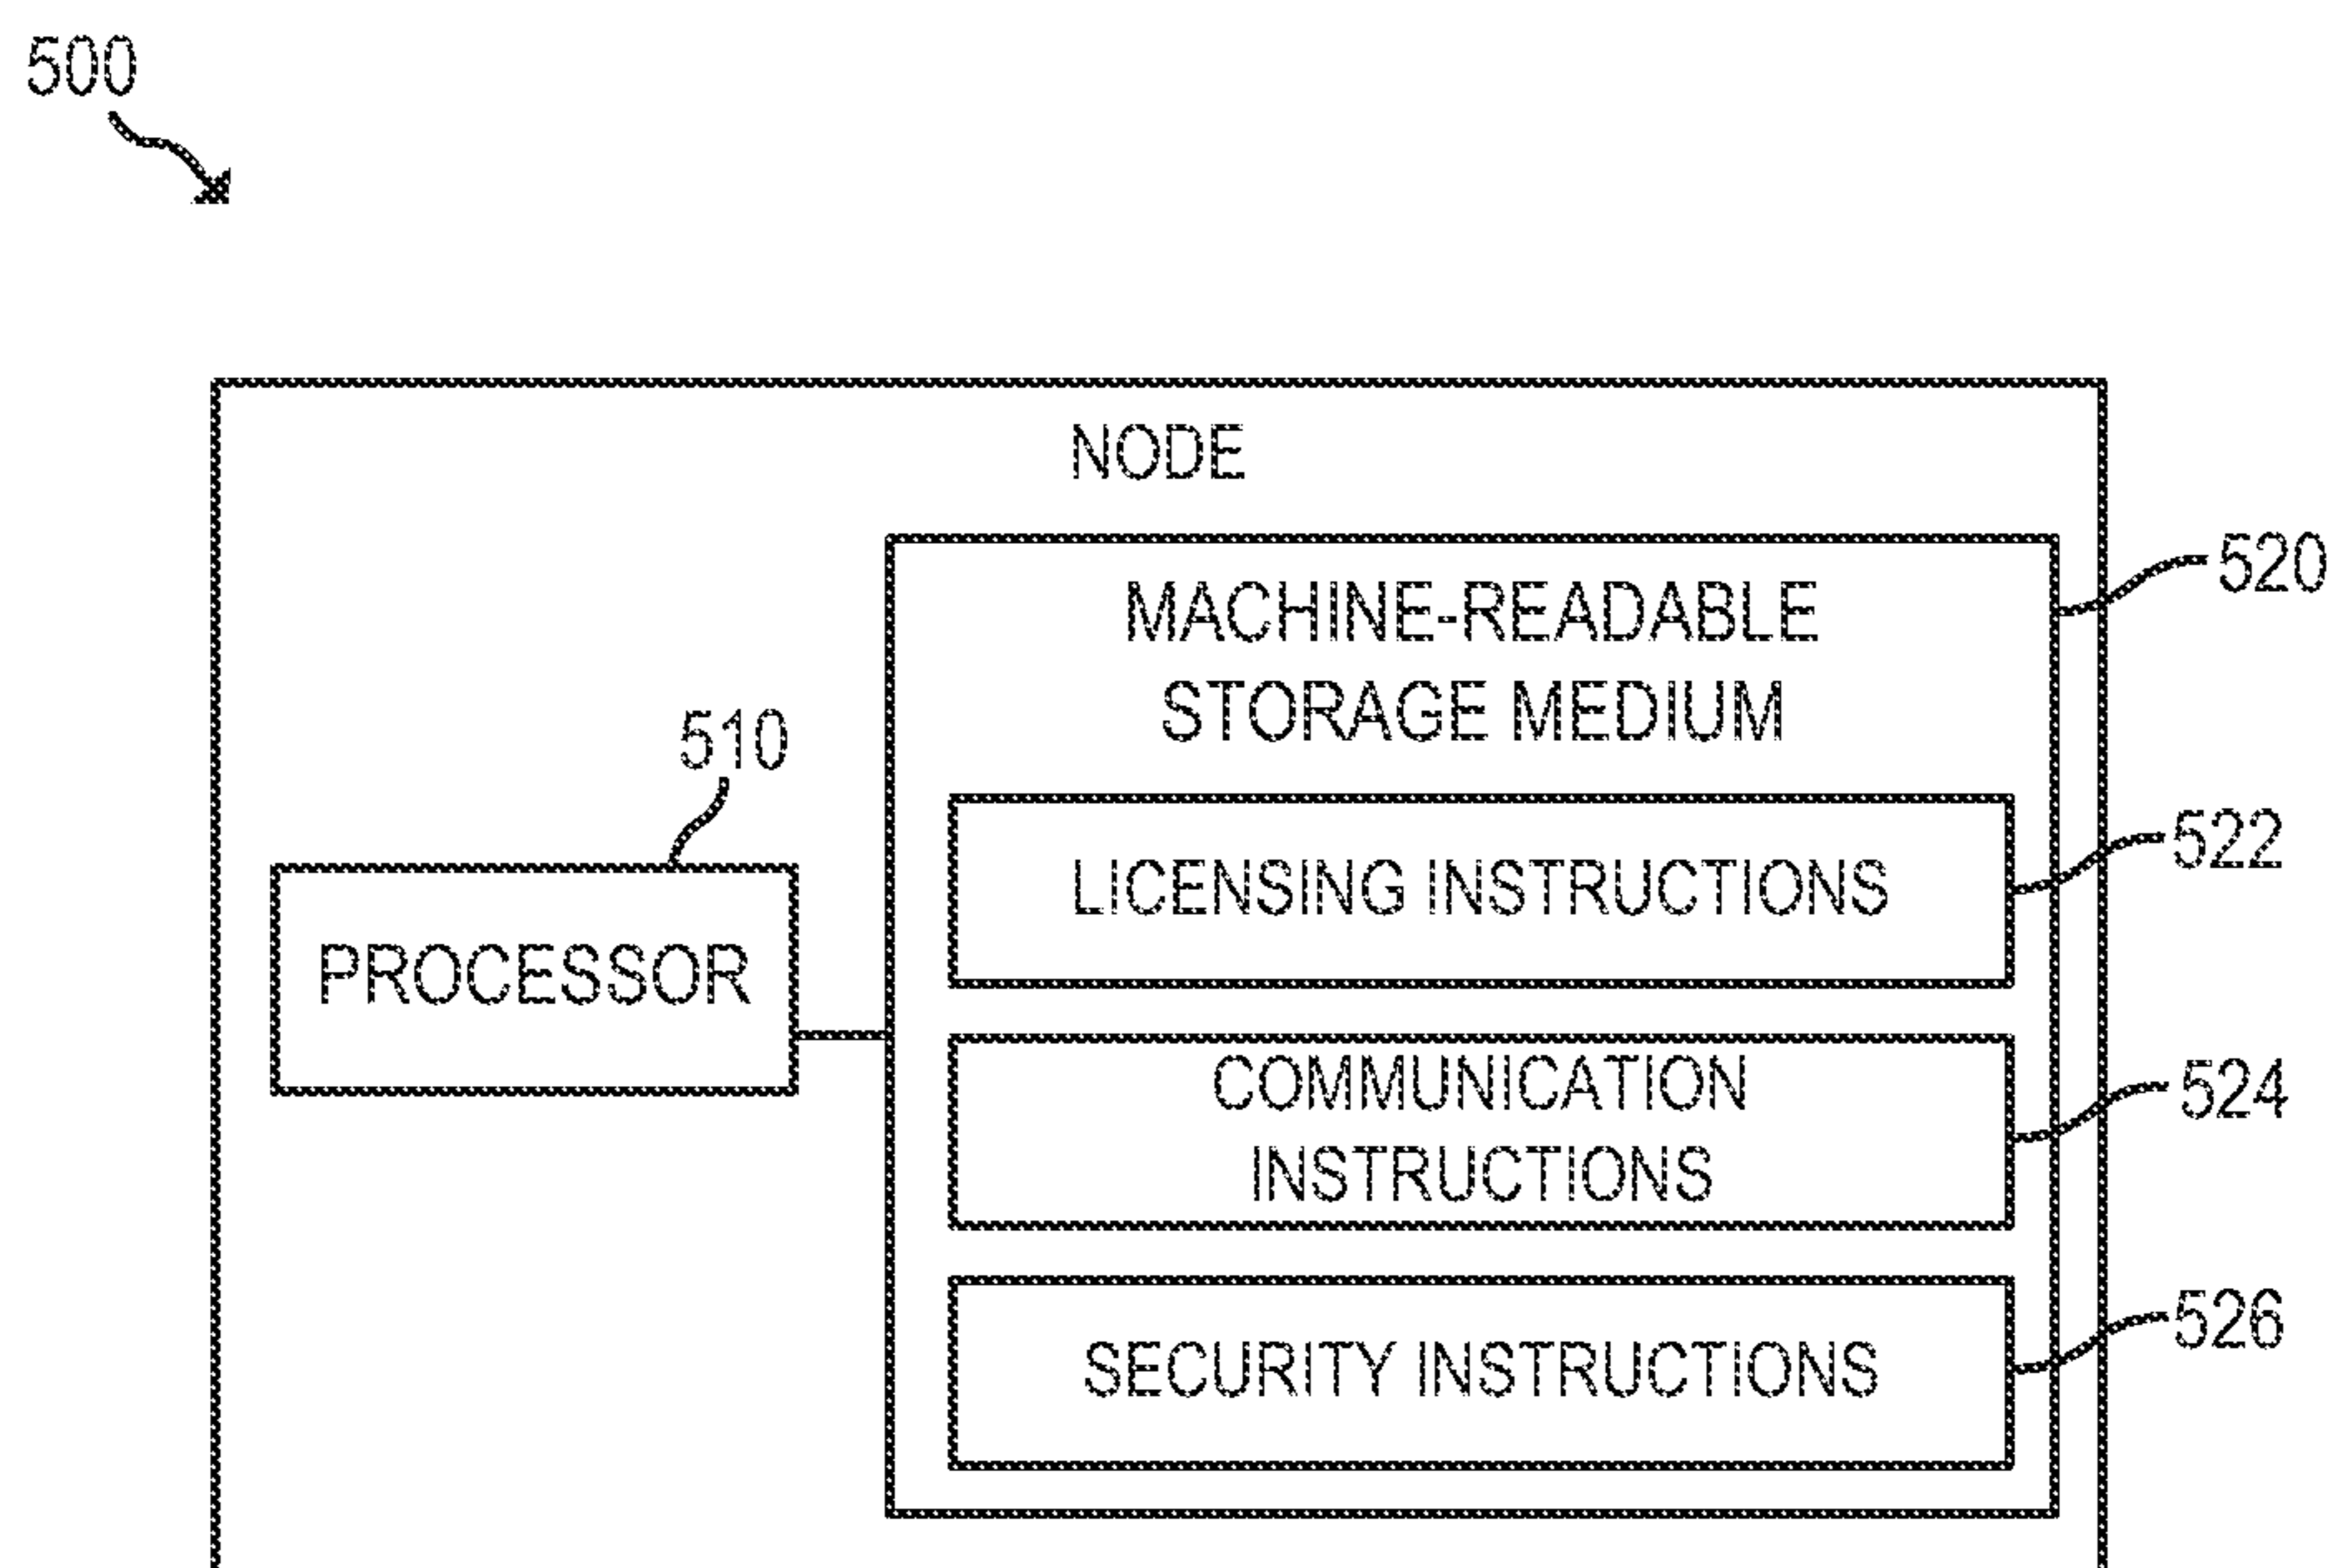 500
NODE
520
MACHINE-READABLE
STORAGE MEDIUM
510
522
LICENSING INSTRUCTIONS
PROCESSOR
COMMUNICATION
524
INSTRUCTIONS
526
SECURITY INSTRUCTIONS